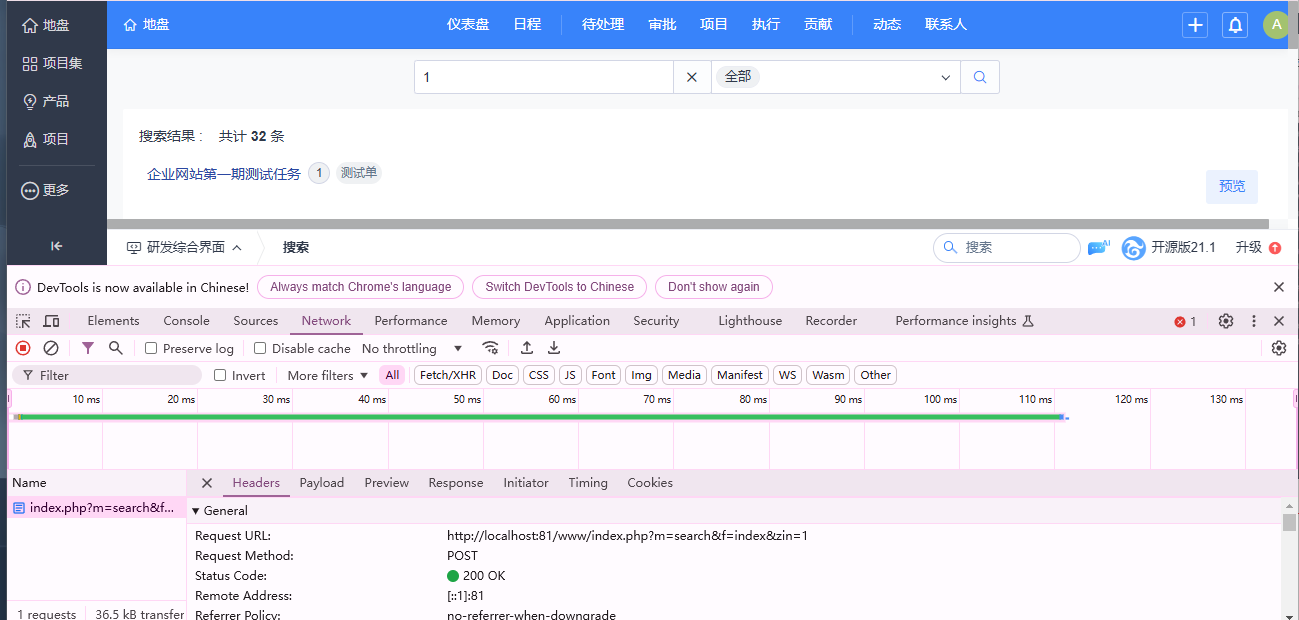 地盘
地盘
仪表盘 日程 待处理 审批 项目 执行 贡献 动态 联系人
A
项目集
产品
项目
更多
1
全部
搜索结果： 共计 32 条
企业网站第一期测试任务 1 测试单
预览
研发综合界面 搜索
搜索 AI 开源版21.1 升级
DevTools is now available in Chinese! Always match Chrome's language Switch DevTools to Chinese Don't show again
Elements Console Sources Network Performance Memory Application Security Lighthouse Recorder Performance insights 1
Preserve log Disable cache No throttling
Filter Invert More filters All Fetch/XHR Doc CSS JS Font Img Media Manifest WS Wasm Other
10 ms 20 ms 30 ms 40 ms 50 ms 60 ms 70 ms 80 ms 90 ms 100 ms 110 ms 120 ms 130 ms
Name Headers Payload Preview Response Initiator Timing Cookies
index.php?m=search&f...
General
Request URL: http://localhost:81/www/index.php?m=search&f=index&zin=1
Request Method: POST
Status Code: 200 OK
Remote Address: [::1]:81
Referrer Policy: no-referrer-when-downgrade
1 requests 36.5 kB transfer